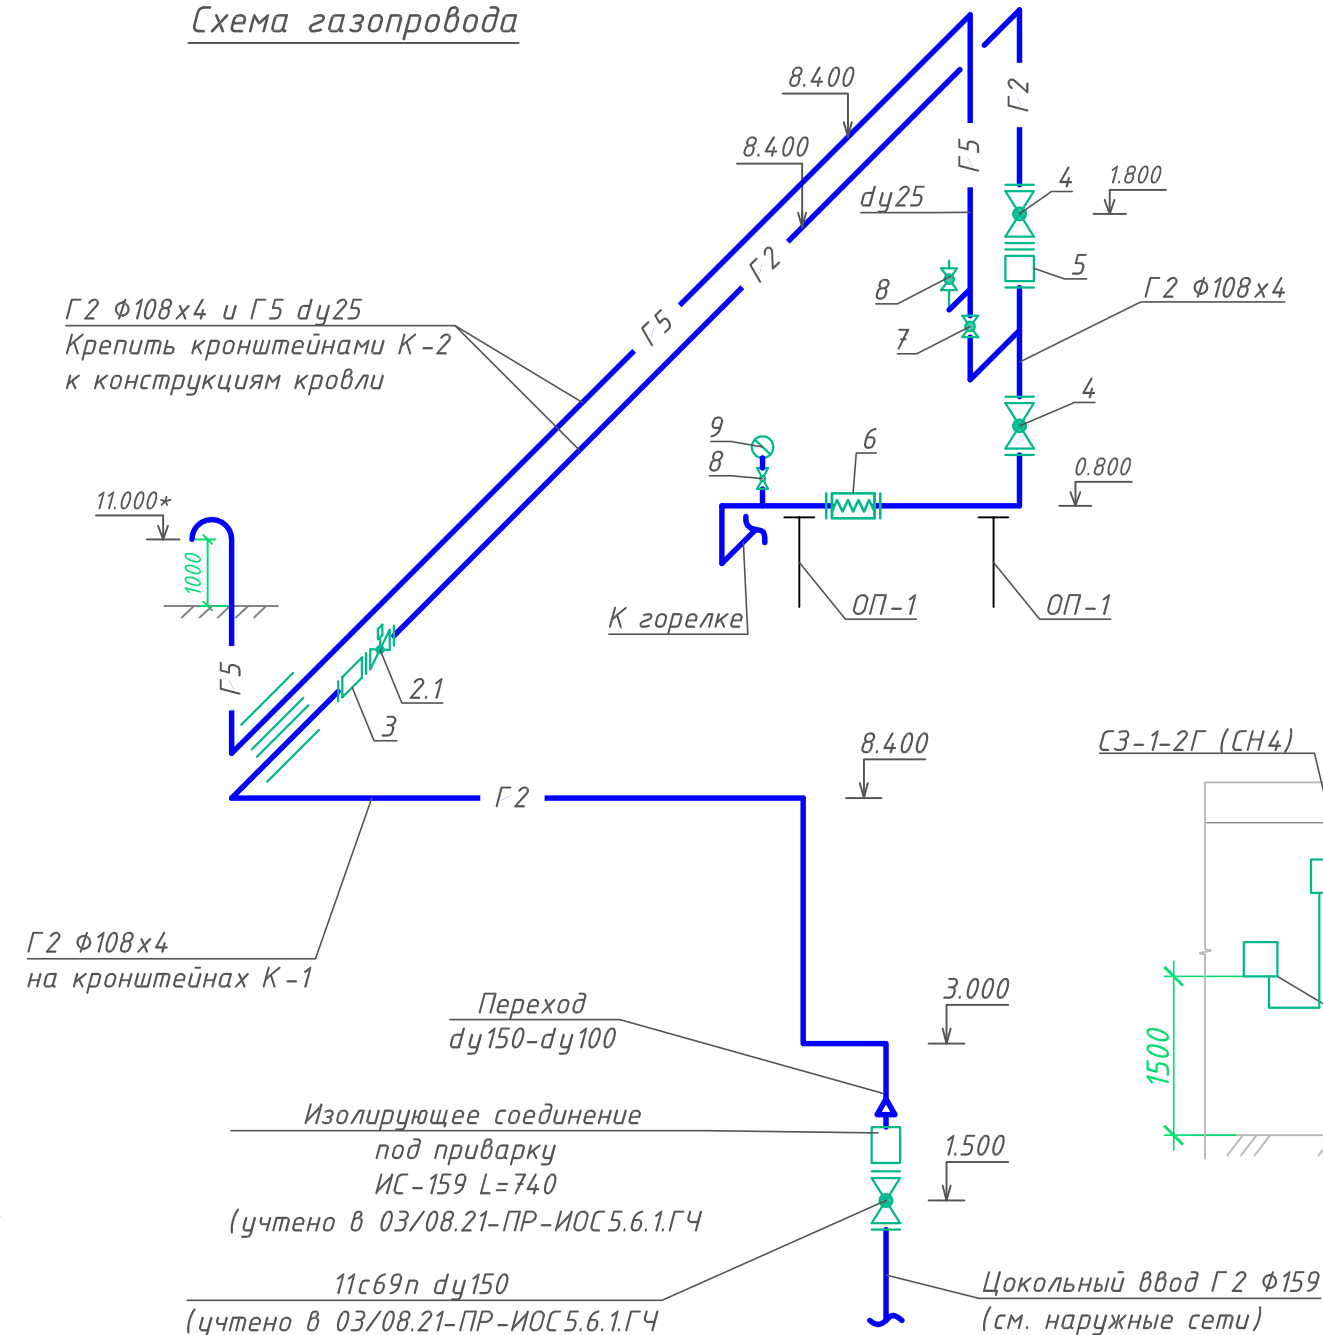 Схема газопровода
8.400
8.400
Г2
Г5
dу25
4
1.800
5
8
Г2 Ф108х4
7
Г2
Г5
Г2 Ф108х4 и Г5 dу25
Крепить кронштейнами К-2
к конструкциям кровли
4
9
8
6
0.800
11.000*
1000
К горелке
ОП-1
ОП-1
Г5
2.1
3
8.400
СЗ-1-2Г (СН4)
Г2
Г2 Ф108х4
на кронштейнах К-1
Переход
dу150-dу100
3.000
1500
Изолирующее соединение
под приварку
ИС-159 L=740
(учтено в 03/08.21-ПР-ИОС5.6.1.ГЧ
1.500
11с69п dу150
(учтено в 03/08.21-ПР-ИОС5.6.1.ГЧ
Цокольный ввод Г2 Ф159
(см. наружные сети)